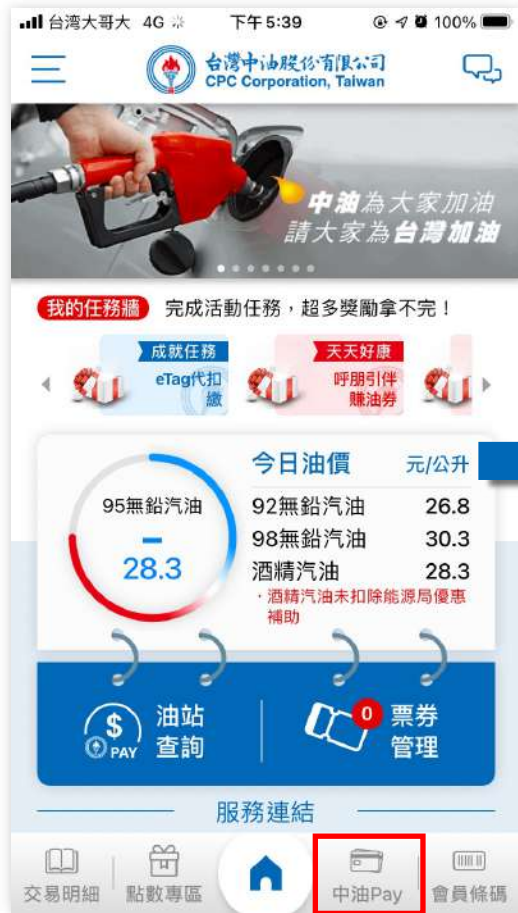 台湾大哥大 4G 下午5:39 100%
台灣中油股份有限公司
CPC Corporation, Taiwan
中油為大家加油
請大家為台灣加油
我的任務牆 完成活動任務，超多獎勵拿不完！
成就任務
eTag代扣
繳
天天好康
呼朋引伴
賺油券
今日油價 元/公升
95無鉛汽油
28.3
92無鉛汽油 26.8
98無鉛汽油 30.3
酒精汽油 28.3
·酒精汽油未扣除能源局優惠
補助
$
PAY
油站
查詢
0
票券
管理
服務連結
交易明細
點數專區
中油Pay
會員條碼